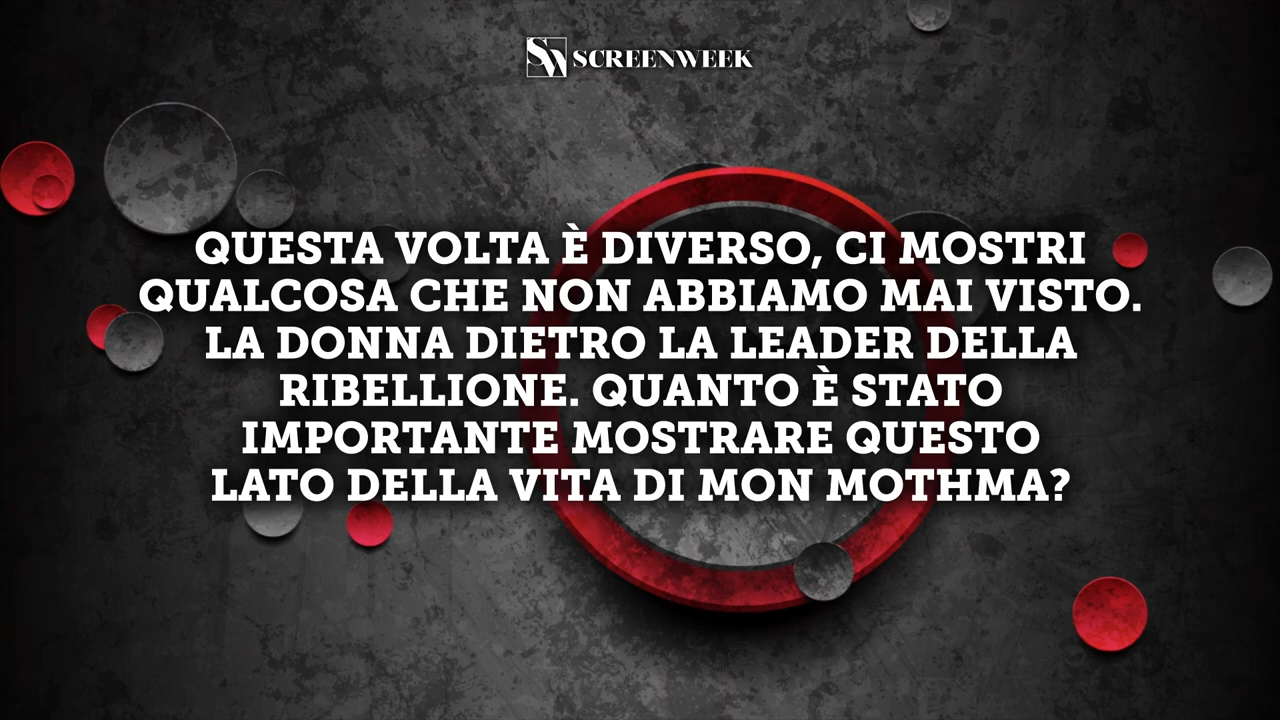 SW SCREENWEEK
QUESTA VOLTA È DIVERSO, CI MOSTRI
QUALCOSA CHE NON ABBIAMO MAI VISTO.
LA DONNA DIETRO LA LEADER DELLA
RIBELLIONE. QUANTO È STATO
IMPORTANTE MOSTRARE QUESTO
LATO DELLA VITA DI MON MOTHMA?